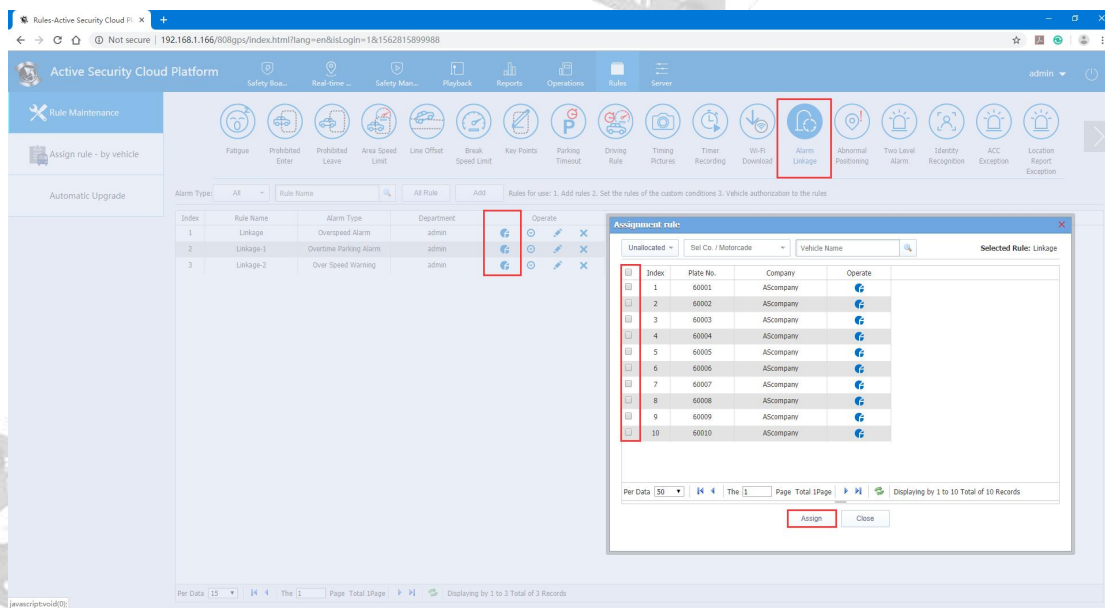 Rules-Active Security Cloud Pl
Not secure | 192.168.1.166/808gps/index.html?lang=en&isLogin=1&1562815899988
Active Security Cloud Platform
Safety Boa... Real-time ... Safety Man... Playback Reports Operations Rules Server
admin
Rule Maintenance
Assign rule - by vehicle
Automatic Upgrade
Fatigue Prohibited Enter Prohibited Leave Area Speed Limit Line Offset Break Speed Limit Key Points Parking Timeout Driving Rule Timing Pictures Timer Recording Wi-Fi Download Alarm Linkage Abnormal Positioning Two Level Alarm Identity Recognition ACC Exception Location Report Exception
Alarm Type: All Rule Name All Rule Add Rules for use: 1. Add rules 2. Set the rules of the custom conditions 3. Vehicle authorization to the rules
Index Rule Name Alarm Type Department Operate
1 Linkage Overspeed Alarm admin
2 Linkage-1 Overtime Parking Alarm admin
3 Linkage-2 Over Speed Warning admin
Assignment rule
Unallocated Sel Co. / Motorcade Vehicle Name Selected Rule: Linkage
Index Plate No. Company Operate
1 60001 AScompany
2 60002 AScompany
3 60003 AScompany
4 60004 AScompany
5 60005 AScompany
6 60006 AScompany
7 60007 AScompany
8 60008 AScompany
9 60009 AScompany
10 60010 AScompany
Per Data 50 The 1 Page Total 1Page Displaying by 1 to 10 Total of 10 Records
Assign Close
Per Data 15 The 1 Page Total 1Page Displaying by 1 to 3 Total of 3 Records
javascript:void(0);